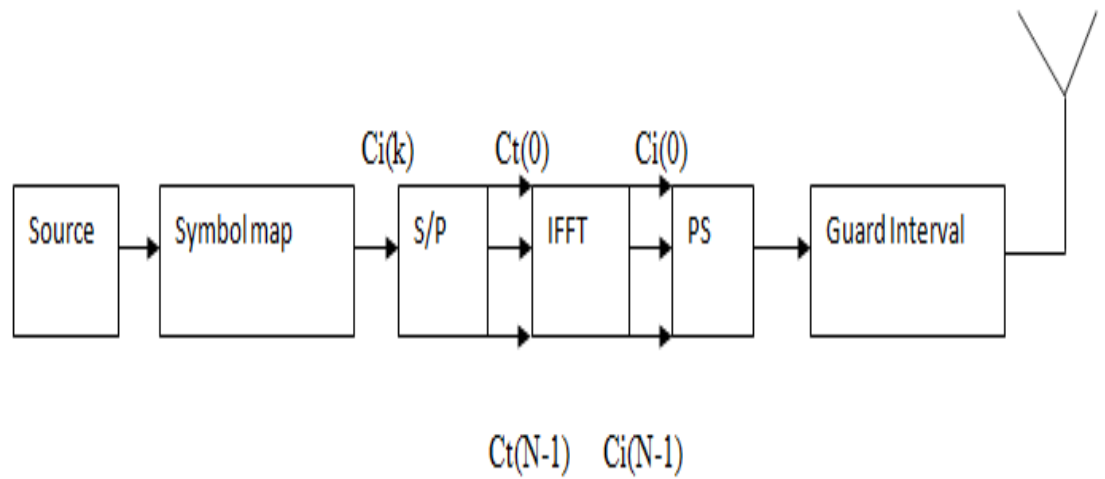 Ci(k) Ct(0) Ci(0)
Source Symbol map S/P IFFT PS Guard Interval
Ct(N-1) Ci(N-1)